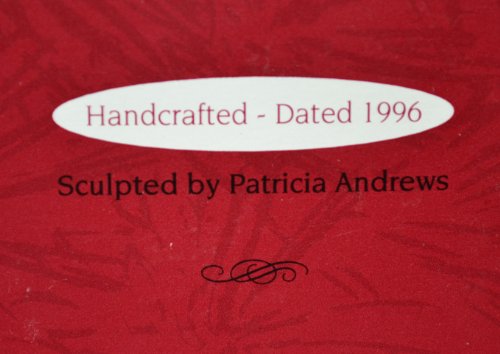 Handcrafted - Dated 1996
Sculpted by Patricia Andrews